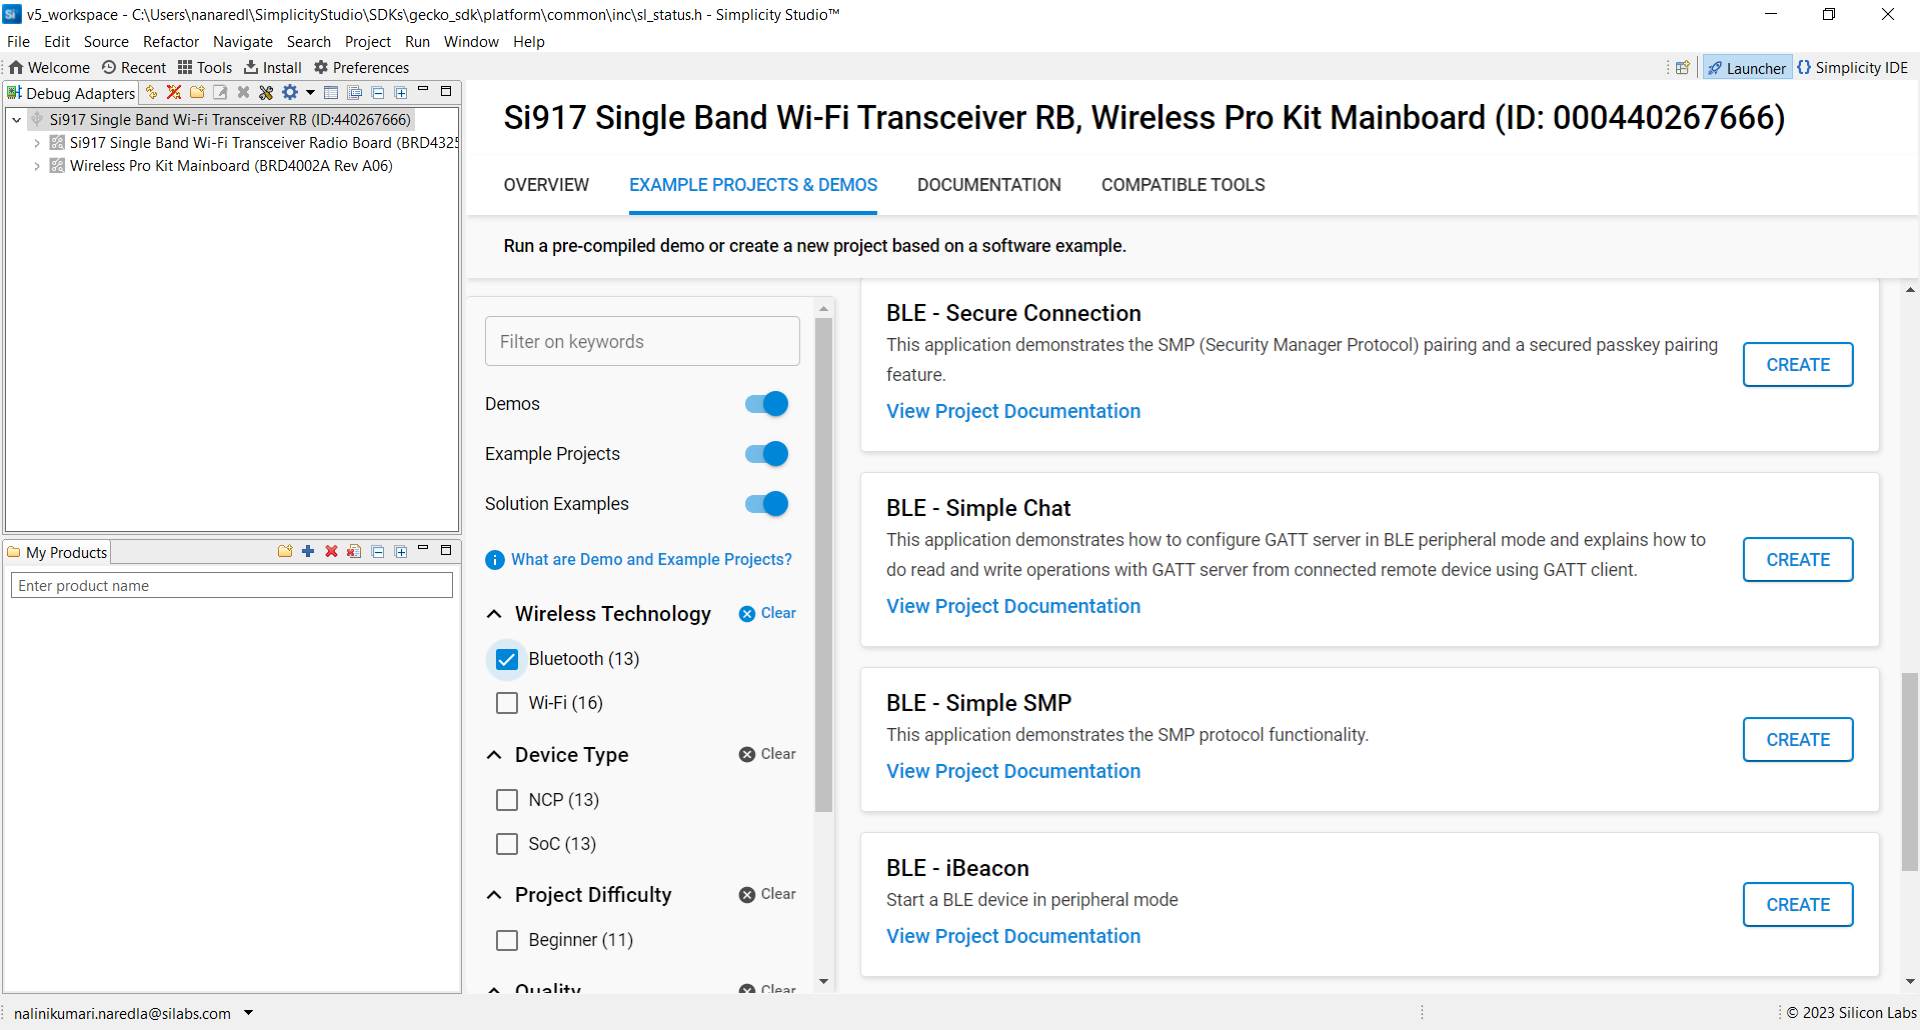 Si v5_workspace - C:\Users\nanaredl\SimplicityStudio\SDKs\gecko_sdk\platform\common\inc\sl_status.h - Simplicity Studio™
File Edit Source Refactor Navigate Search Project Run Window Help
Welcome Recent Tools Install Preferences Launcher Simplicity IDE
Debug Adapters
Si917 Single Band Wi-Fi Transceiver RB (ID:440267666)
Si917 Single Band Wi-Fi Transceiver Radio Board (BRD4325
Wireless Pro Kit Mainboard (BRD4002A Rev A06)
My Products
Enter product name
Si917 Single Band Wi-Fi Transceiver RB, Wireless Pro Kit Mainboard (ID: 000440267666)
OVERVIEW EXAMPLE PROJECTS & DEMOS DOCUMENTATION COMPATIBLE TOOLS
Run a pre-compiled demo or create a new project based on a software example.
Filter on keywords
Demos
Example Projects
Solution Examples
What are Demo and Example Projects?
Wireless Technology Clear
Bluetooth (13)
Wi-Fi (16)
Device Type Clear
NCP (13)
SoC (13)
Project Difficulty Clear
Beginner (11)
Quality Clear
BLE - Secure Connection
This application demonstrates the SMP (Security Manager Protocol) pairing and a secured passkey pairing
feature.
View Project Documentation
CREATE
BLE - Simple Chat
This application demonstrates how to configure GATT server in BLE peripheral mode and explains how to
do read and write operations with GATT server from connected remote device using GATT client.
View Project Documentation
CREATE
BLE - Simple SMP
This application demonstrates the SMP protocol functionality.
View Project Documentation
CREATE
BLE - iBeacon
Start a BLE device in peripheral mode
View Project Documentation
CREATE
nalinikumari.naredla@silabs.com
© 2023 Silicon Labs